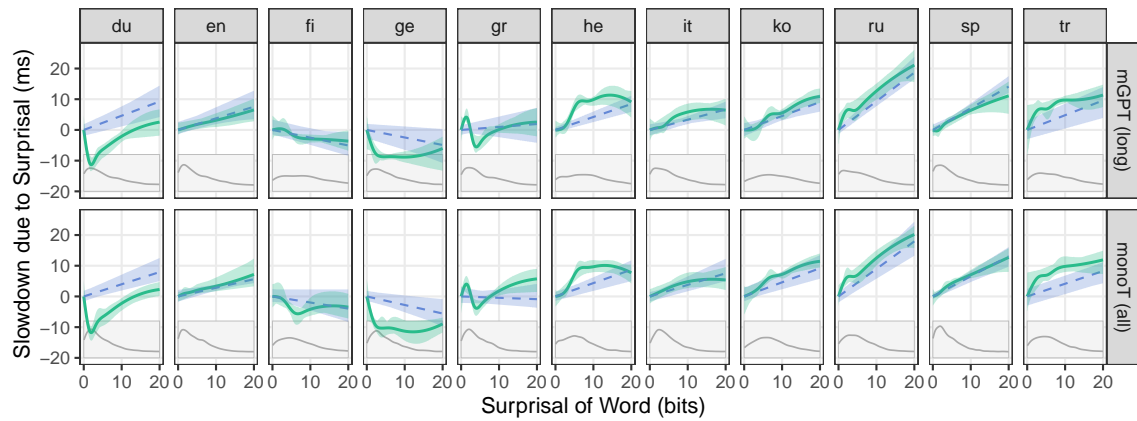 du en fi ge gr he it ko ru sp tr
Slowdown due to Surprisal (ms)
20
10
0
−10
−20
mGPT (long)
20
10
0
−10
−20
monoT (all)
0 10 20 0 10 20 0 10 20 0 10 20 0 10 20 0 10 20 0 10 20 0 10 20 0 10 20 0 10 20 0 10 20
Surprisal of Word (bits)